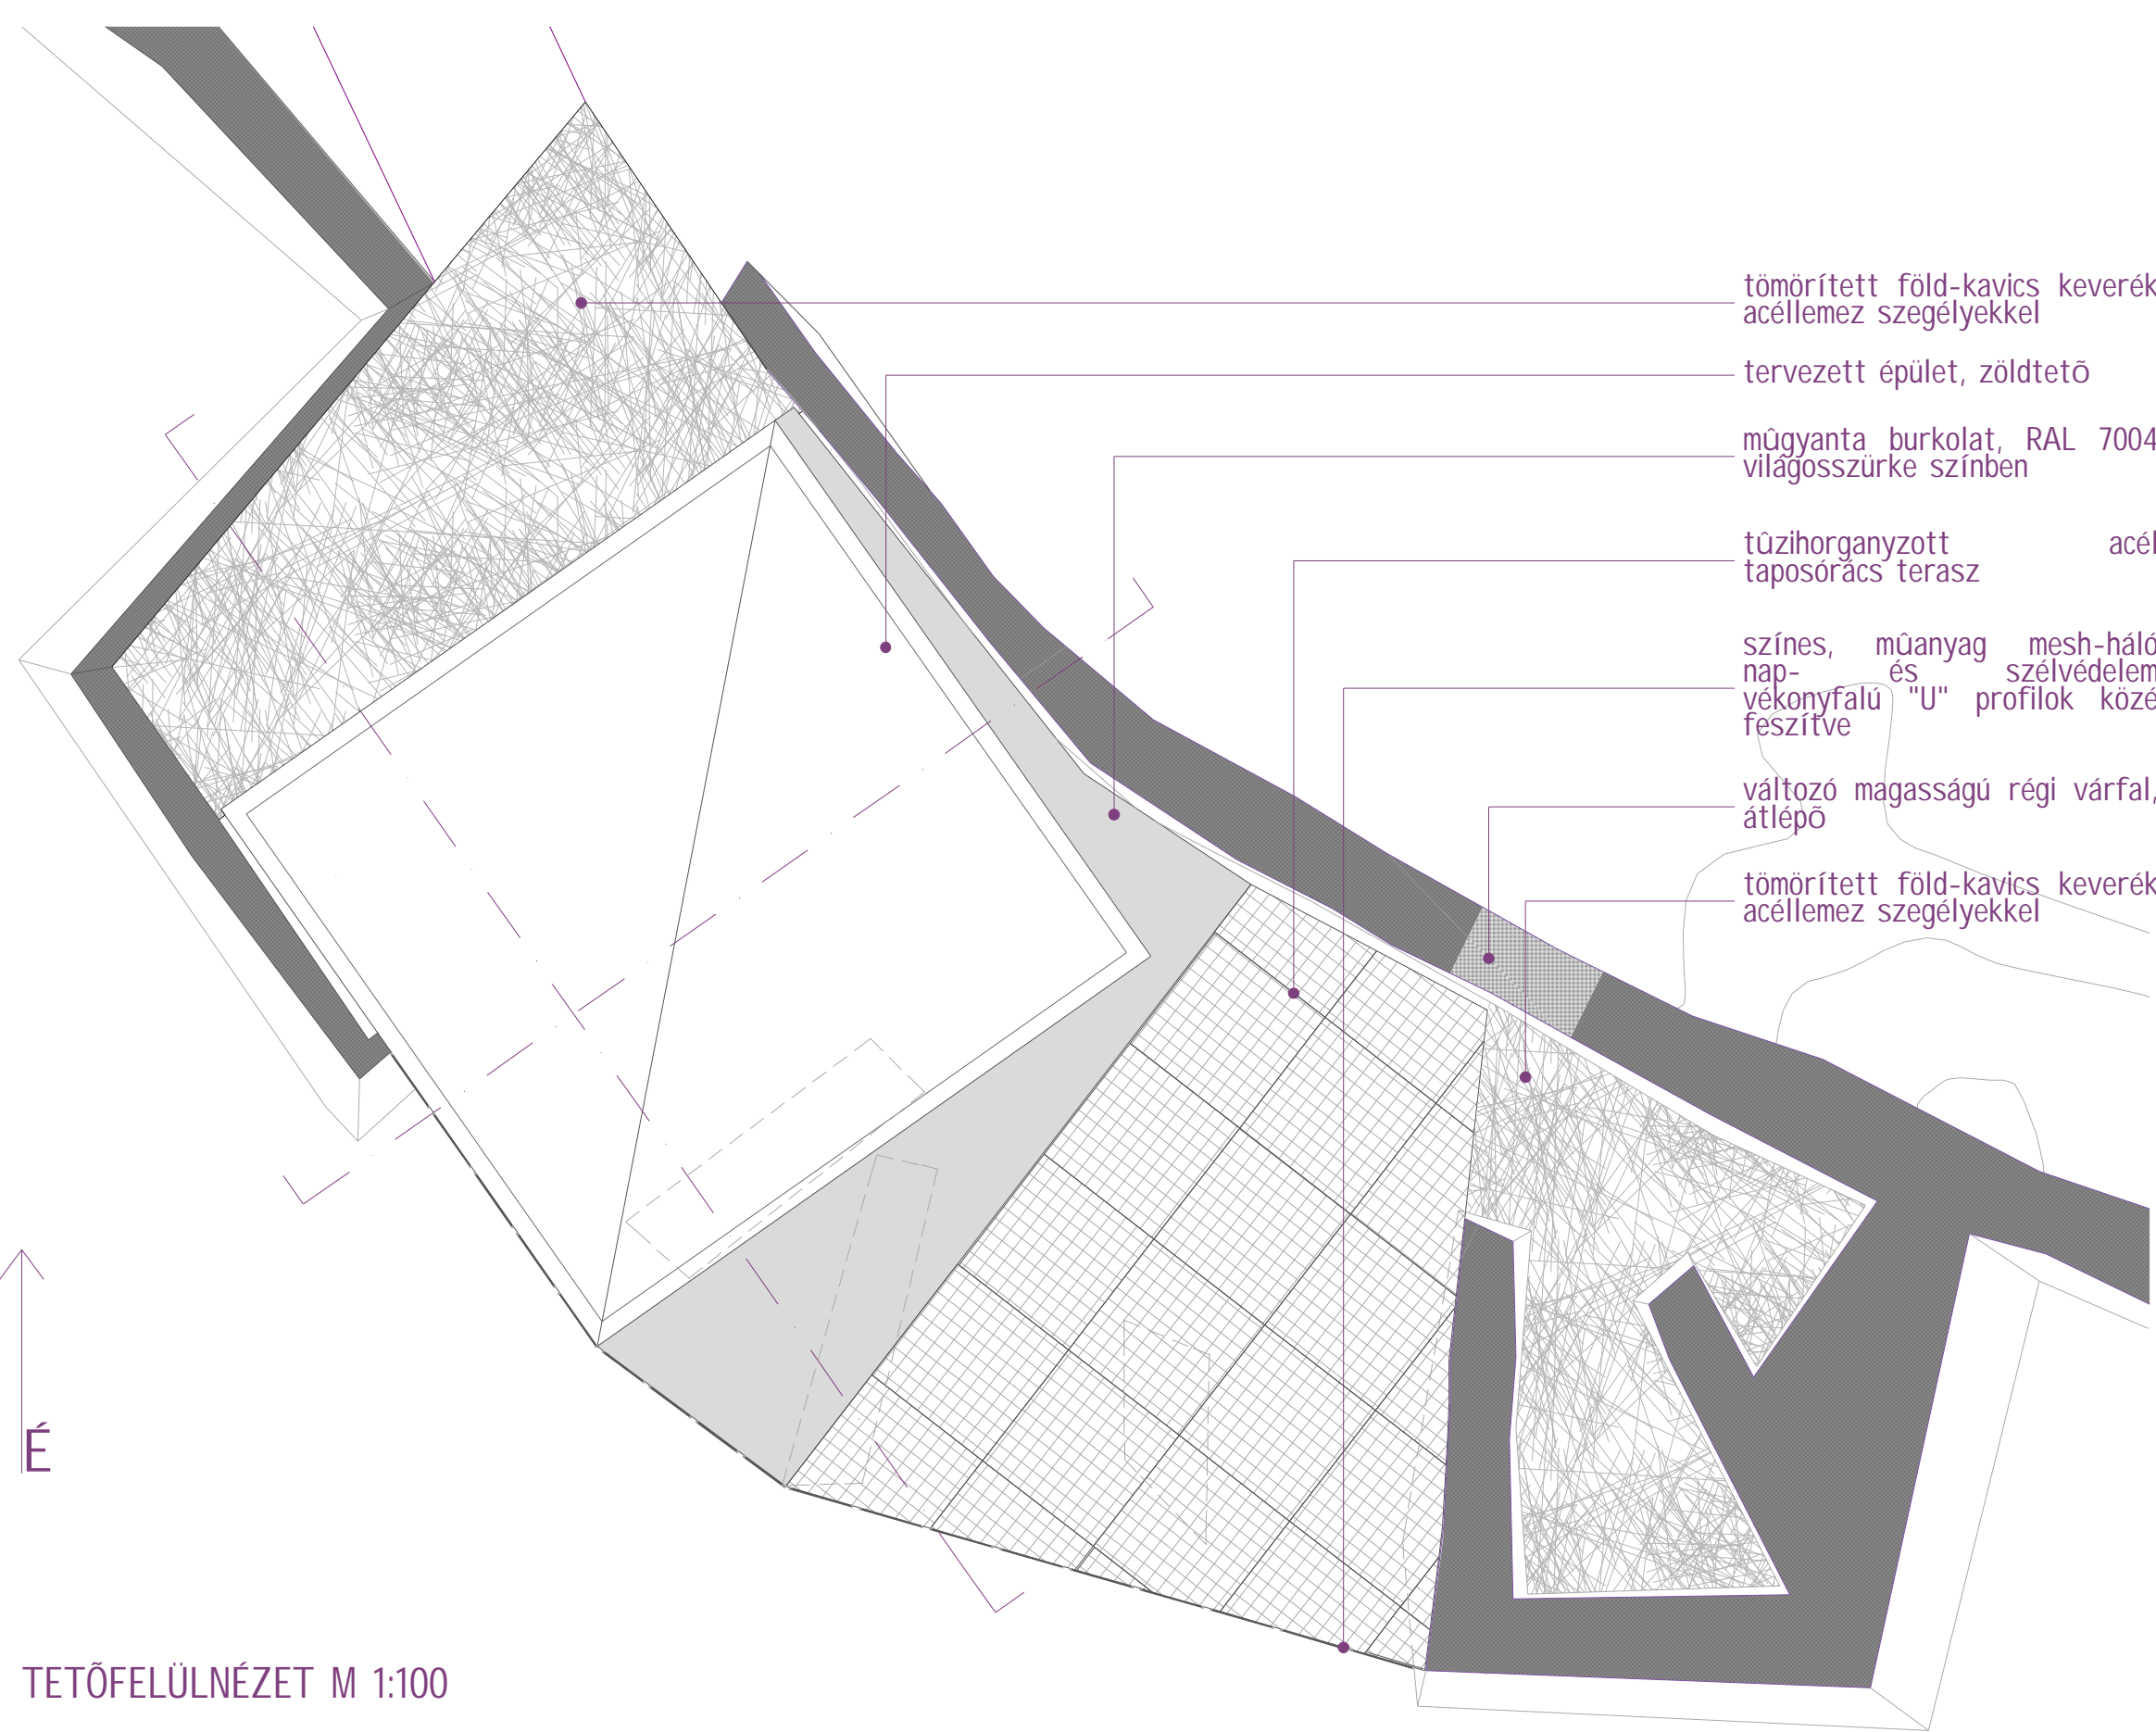 tömörített föld-kavics keverék
acéllemez szegélyekkel
tervezett épület, zöldtetõ
mûgyanta burkolat, RAL 7004
világosszürke színben
tûzihorganyzott acél
taposórács terasz
színes, mûanyag mesh-háló
nap- és szélvédelem
vékonyfalú "U" profilok közé
feszítve
változó magasságú régi várfal,
átlépõ
tömörített föld-kavics keverék
acéllemez szegélyekkel
É
TETÕFELÜLNÉZET M 1:100